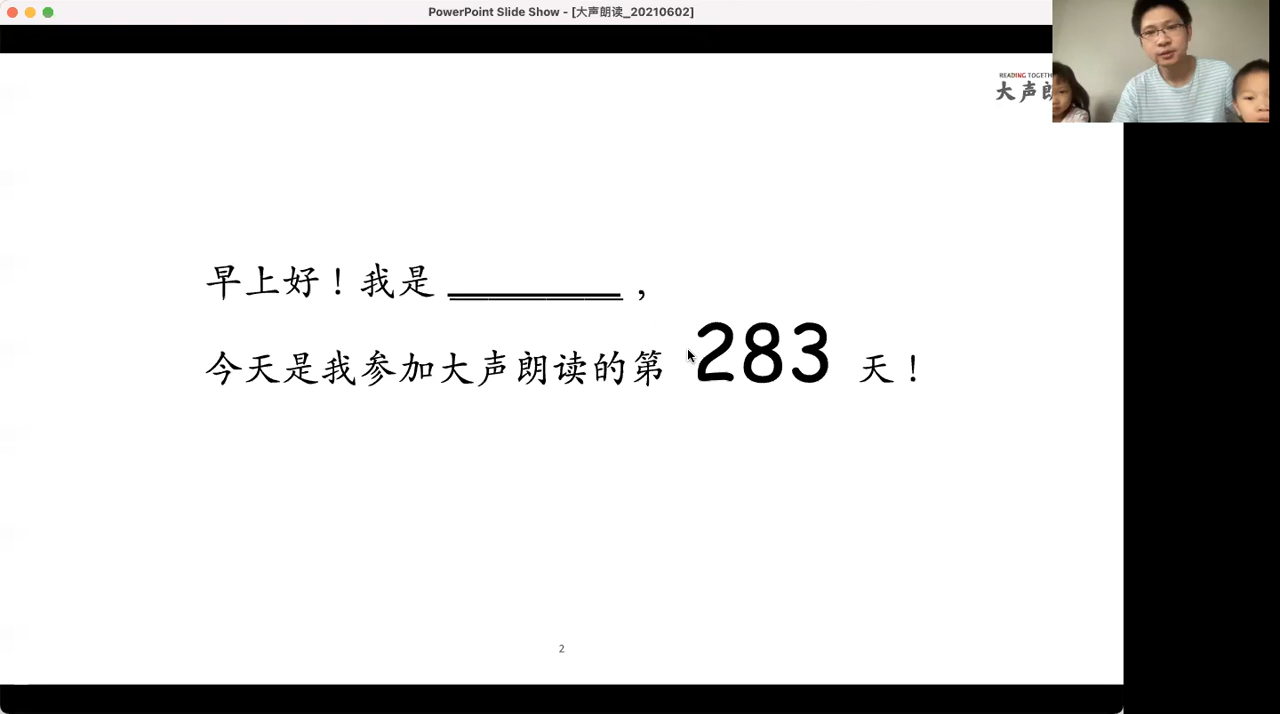 PowerPoint Slide Show - [大声朗读_20210602]
READING TOGETH
大声朗
早上好！我是 ________ ，
今天是我参加大声朗读的第 283 天！
2